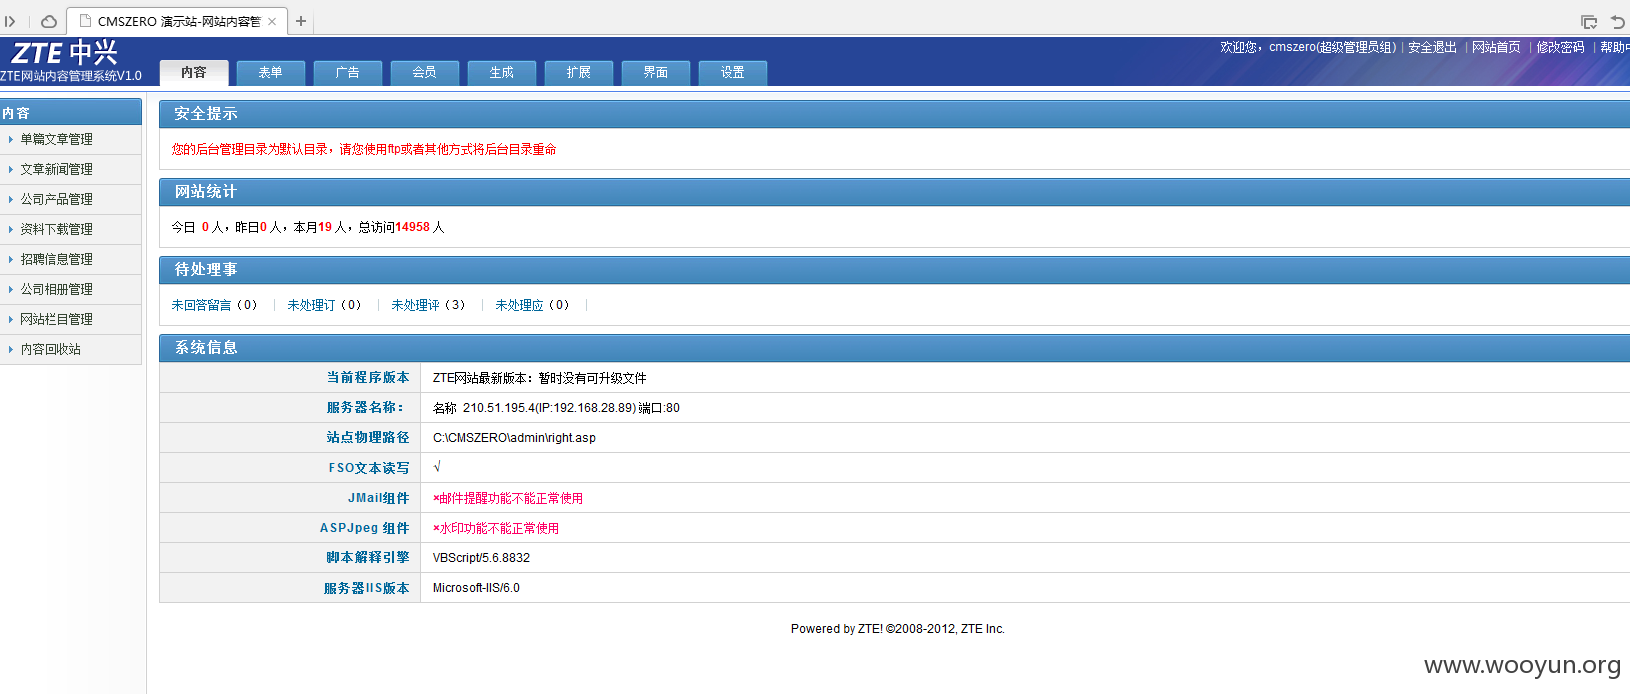 CMSZERO 演示站-网站内容管
ZTE 中兴
ZTE网站内容管理系统V1.0
欢迎您，cmszero(超级管理员组) | 安全退出 | 网站首页 | 修改密码 | 帮助中
内容 表单 广告 会员 生成 扩展 界面 设置
内容
单篇文章管理
文章新闻管理
公司产品管理
资料下载管理
招聘信息管理
公司相册管理
网站栏目管理
内容回收站
安全提示
您的后台管理目录为默认目录，请您使用ftp或者其他方式将后台目录重命
网站统计
今日 0 人，昨日0 人，本月19 人，总访问14958 人
待处理事
未回答留言（0） 未处理订（0） 未处理评（3） 未处理应（0）
系统信息
当前程序版本 ZTE网站最新版本：暂时没有可升级文件
服务器名称： 名称 210.51.195.4(IP:192.168.28.89) 端口:80
站点物理路径 C:\CMSZERO\admin\right.asp
FSO文本读写 √
JMail组件 ×邮件提醒功能不能正常使用
ASPJpeg 组件 ×水印功能不能正常使用
脚本解释引擎 VBScript/5.6.8832
服务器IIS版本 Microsoft-IIS/6.0
Powered by ZTE! ©2008-2012, ZTE Inc.
www.wooyun.org